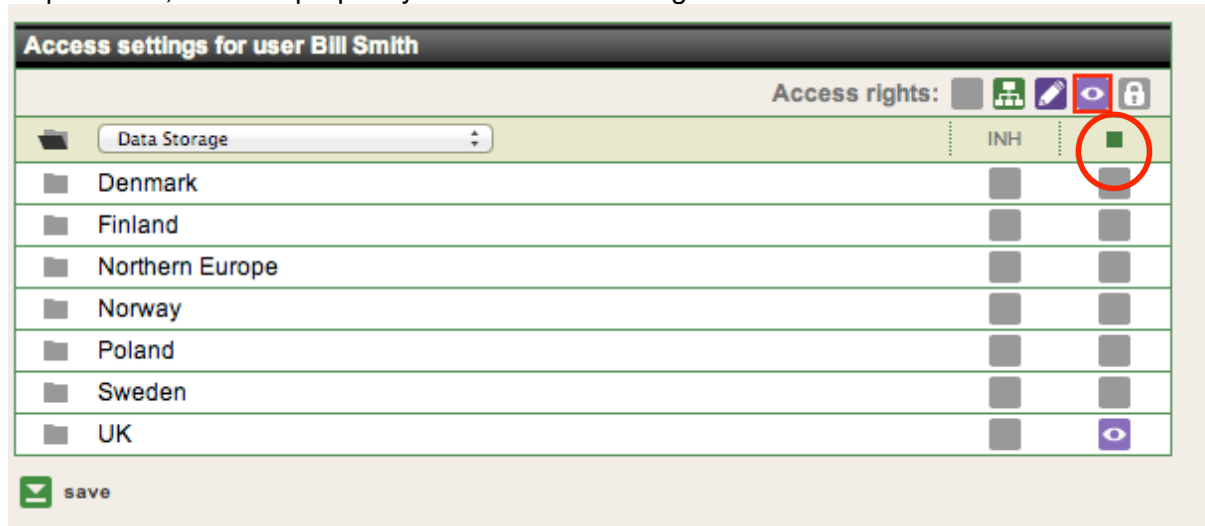 Access settings for user Bill Smith
Access rights:
Data Storage INH
Denmark
Finland
Northern Europe
Norway
Poland
Sweden
UK
save